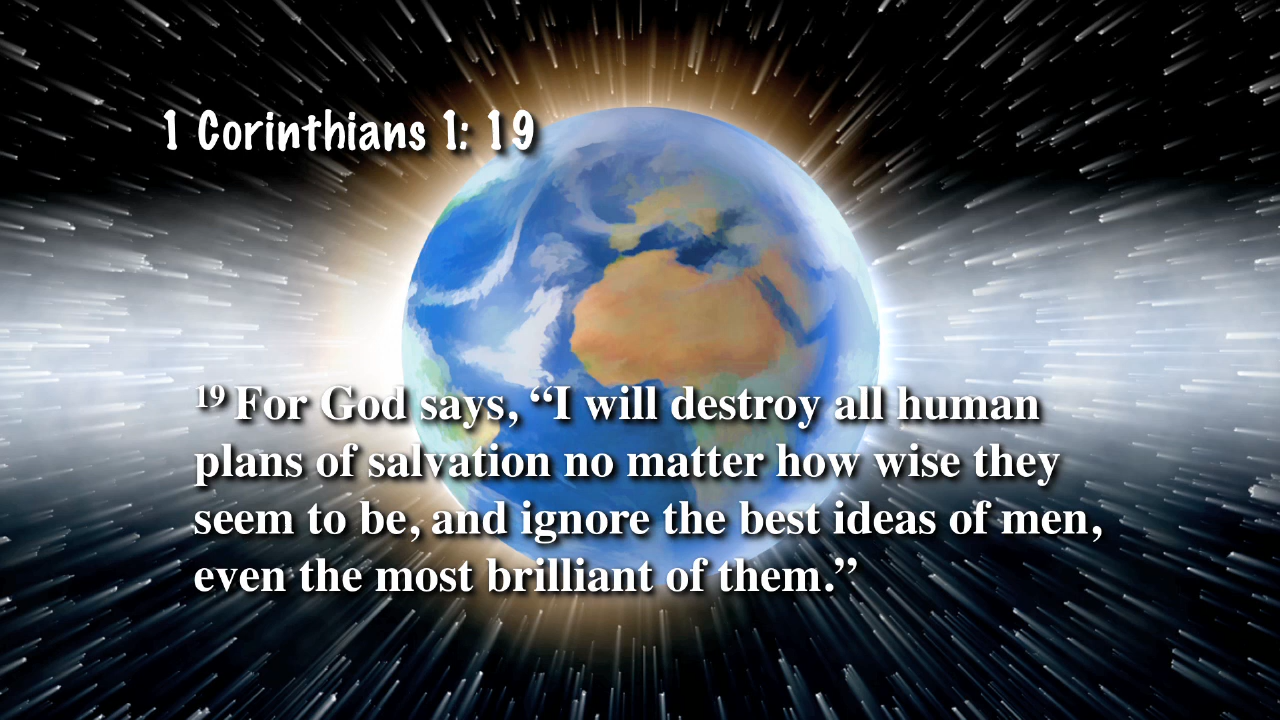 1 Corinthians 1: 19
19 For God says, “I will destroy all human
plans of salvation no matter how wise they
seem to be, and ignore the best ideas of men,
even the most brilliant of them.”